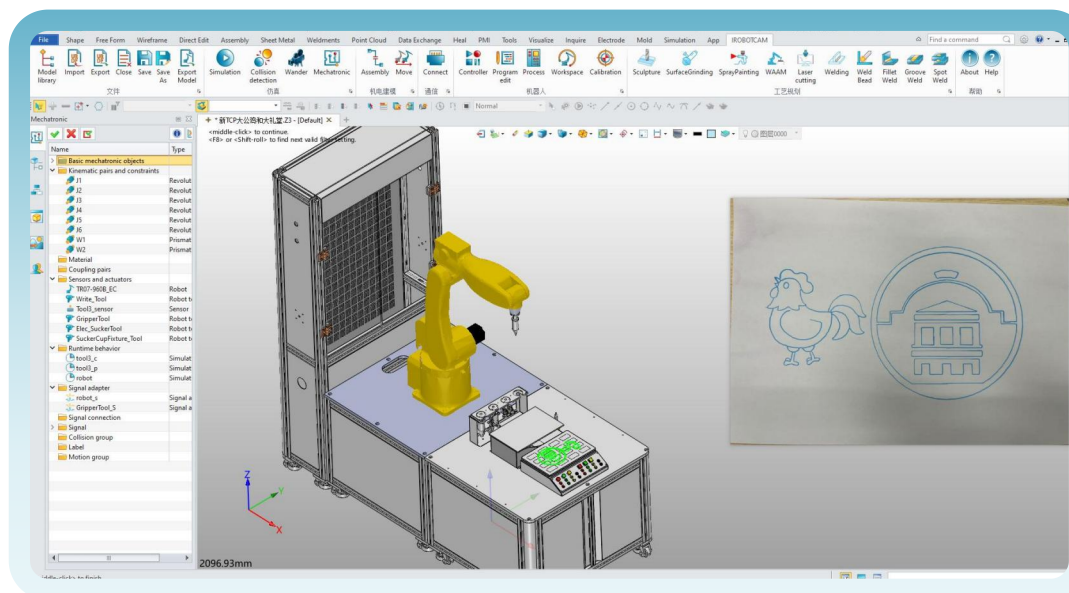 File Shape Free Form Wireframe Direct Edit Assembly Sheet Metal Weldments Point Cloud Data Exchange Heal PMI Tools Visualize Inquire Electrode Mold Simulation App IROBOTCAM Find a command
Model library Import Export Close Save Save As Export Model Simulation Collision detection Wander Mechatronic Assembly Move Connect Controller Program edit Process Workspace Calibration Sculpture SurfaceGrinding SprayPainting WAAM Laser cutting Welding Weld Bead Fillet Weld Groove Weld Spot Weld About Help
文件 仿真 机电建模 通信 机器人 工艺规划 帮助
Normal
Mechatronic
* 新TCP大公鸡和大礼堂.Z3 - [Default]
<middle-click> to continue.
<F8> or <Shift-roll> to find next valid filter setting.
图层0000
Name Type
Basic mechatronic objects
Kinematic pairs and constraints
J1 Revolut
J2 Revolut
J3 Revolut
J4 Revolut
J5 Revolut
J6 Revolut
W1 Prismat
W2 Prismat
Material
Coupling pairs
Sensors and actuators
TR07-960B_EC Robot
Write_Tool Robot t
Tool3_sensor Sensor
GripperTool Robot t
Elec_SuckerTool Robot t
SuckerCupFixture_Tool Robot t
Runtime behavior
tool3_c Simulat
tool3_p Simulat
robot Simulat
Signal adapter
robot_s Signal a
GripperTool_S Signal a
Signal connection
Signal
Collision group
Label
Motion group
Z
Y
X
2096.93mm